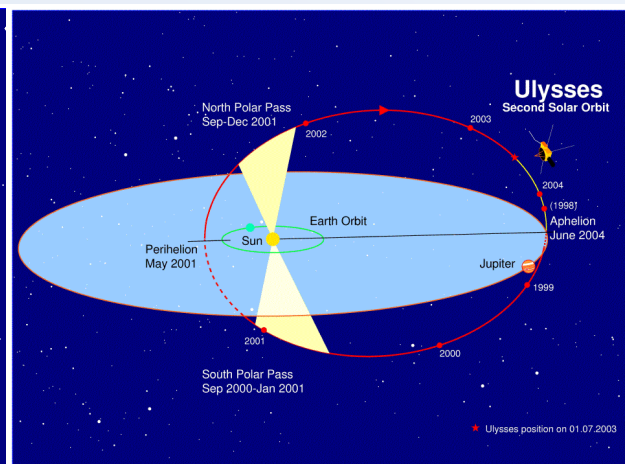 Ulysses
Second Solar Orbit
North Polar Pass
Sep-Dec 2001
2002
2003
2004
(1998)
Aphelion
June 2004
Earth Orbit
Sun
Perihelion
May 2001
Jupiter
1999
2001
2000
South Polar Pass
Sep 2000-Jan 2001
Ulysses position on 01.07.2003